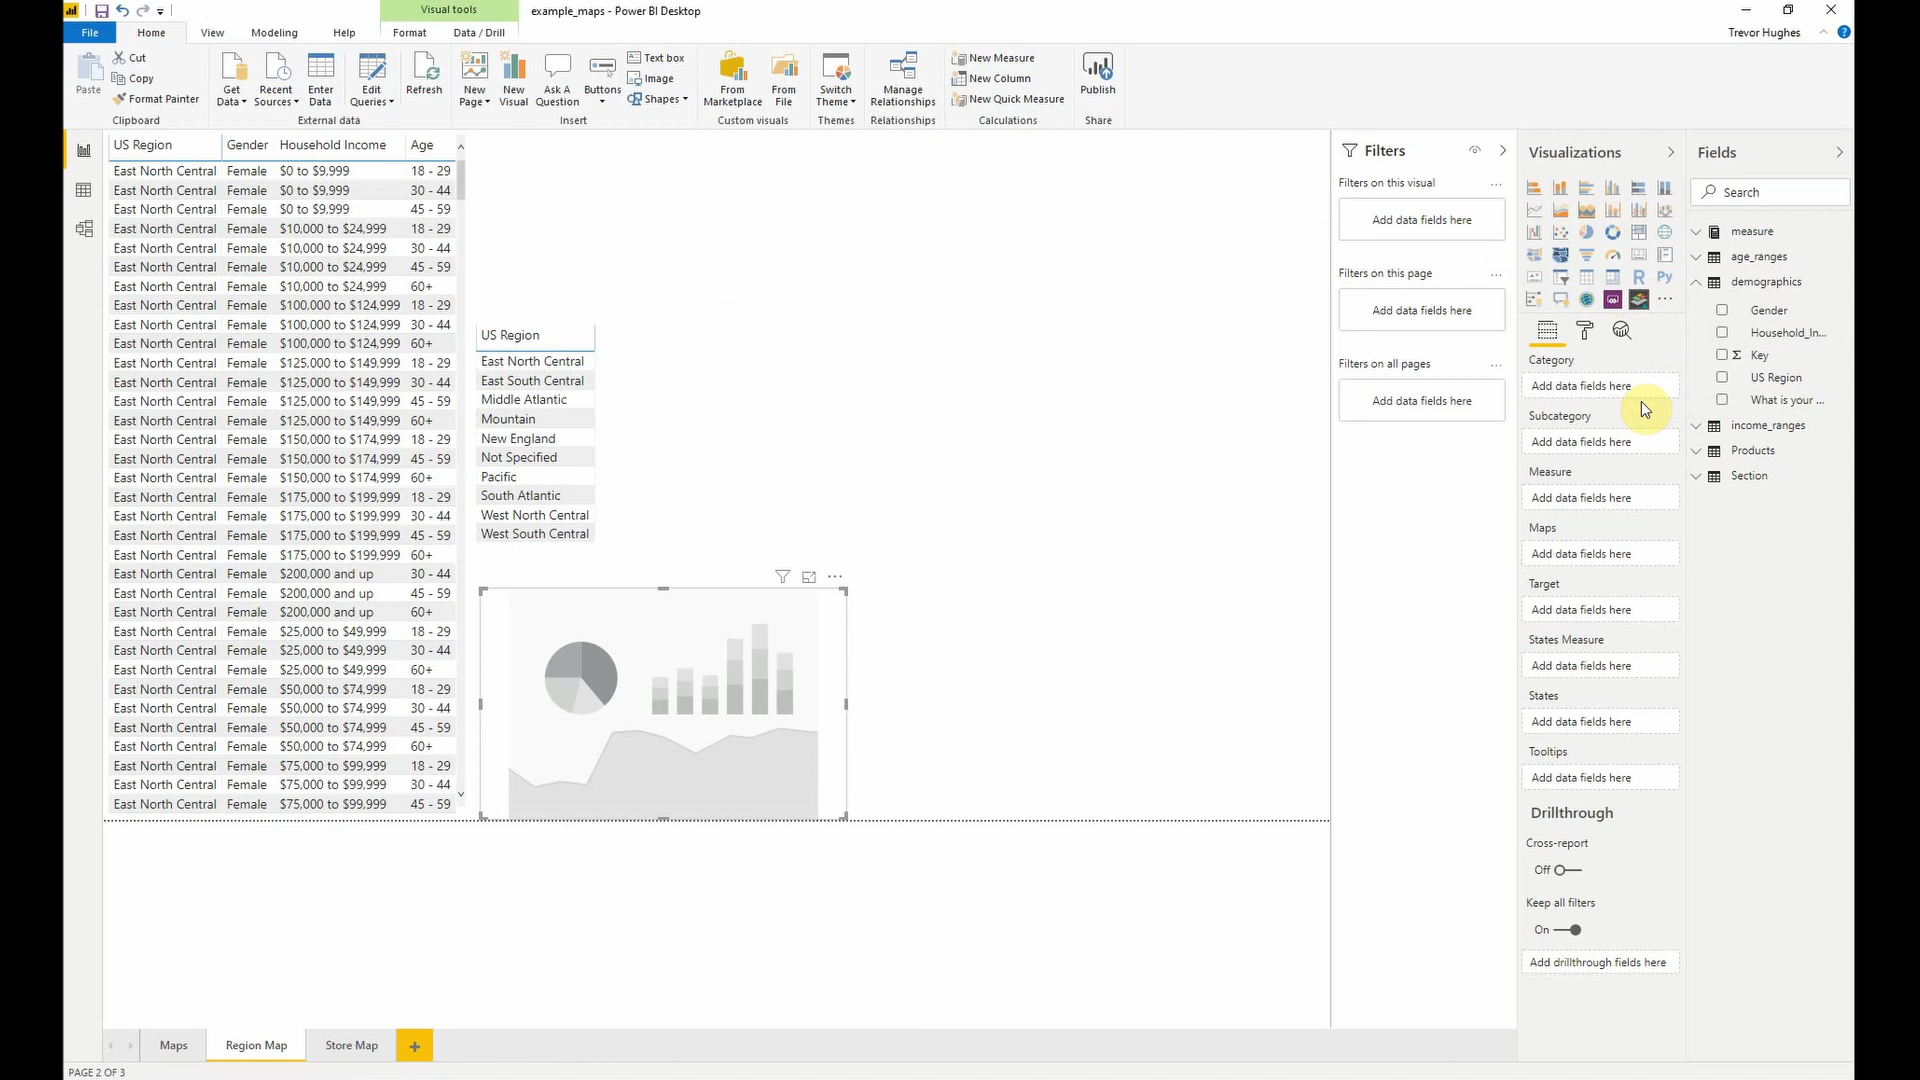 Visual tools
example_maps - Power BI Desktop
File
Home
View
Modeling
Help
Format
Data / Drill
Trevor Hughes
Paste
Cut
Copy
Format Painter
Clipboard
Get Data
Recent Sources
Enter Data
Edit Queries
Refresh
External data
New Page
New Visual
Ask A Question
Buttons
Text box
Image
Shapes
Insert
From Marketplace
From File
Custom visuals
Switch Theme
Themes
Manage Relationships
Relationships
New Measure
New Column
New Quick Measure
Calculations
Publish
Share
US Region Gender Household Income Age
East North Central Female $0 to $9,999 18 - 29
East North Central Female $0 to $9,999 30 - 44
East North Central Female $0 to $9,999 45 - 59
East North Central Female $10,000 to $24,999 18 - 29
East North Central Female $10,000 to $24,999 30 - 44
East North Central Female $10,000 to $24,999 45 - 59
East North Central Female $10,000 to $24,999 60+
East North Central Female $100,000 to $124,999 18 - 29
East North Central Female $100,000 to $124,999 30 - 44
East North Central Female $100,000 to $124,999 60+
East North Central Female $125,000 to $149,999 18 - 29
East North Central Female $125,000 to $149,999 30 - 44
East North Central Female $125,000 to $149,999 45 - 59
East North Central Female $125,000 to $149,999 60+
East North Central Female $150,000 to $174,999 18 - 29
East North Central Female $150,000 to $174,999 45 - 59
East North Central Female $150,000 to $174,999 60+
East North Central Female $175,000 to $199,999 18 - 29
East North Central Female $175,000 to $199,999 30 - 44
East North Central Female $175,000 to $199,999 45 - 59
East North Central Female $175,000 to $199,999 60+
East North Central Female $200,000 and up 30 - 44
East North Central Female $200,000 and up 45 - 59
East North Central Female $200,000 and up 60+
East North Central Female $25,000 to $49,999 18 - 29
East North Central Female $25,000 to $49,999 30 - 44
East North Central Female $25,000 to $49,999 60+
East North Central Female $50,000 to $74,999 18 - 29
East North Central Female $50,000 to $74,999 30 - 44
East North Central Female $50,000 to $74,999 45 - 59
East North Central Female $50,000 to $74,999 60+
East North Central Female $75,000 to $99,999 18 - 29
East North Central Female $75,000 to $99,999 30 - 44
East North Central Female $75,000 to $99,999 45 - 59
US Region
East North Central
East South Central
Middle Atlantic
Mountain
New England
Not Specified
Pacific
South Atlantic
West North Central
West South Central
Filters
Filters on this visual
Add data fields here
Filters on this page
Add data fields here
Filters on all pages
Add data fields here
Visualizations
R
Py
Category
Add data fields here
Subcategory
Add data fields here
Measure
Add data fields here
Maps
Add data fields here
Target
Add data fields here
States Measure
Add data fields here
States
Add data fields here
Tooltips
Add data fields here
Drillthrough
Cross-report
Off
Keep all filters
On
Add drillthrough fields here
Fields
Search
measure
age_ranges
demographics
Gender
Household_In...
Σ Key
US Region
What is your ...
income_ranges
Products
Section
Maps
Region Map
Store Map
PAGE 2 OF 3